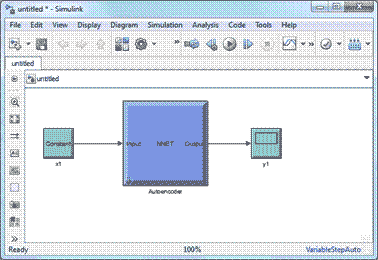 untitled * - Simulink
File Edit View Display Diagram Simulation Analysis Code Tools Help
untitled
untitled
Constant
x1
Input NNET Output
Autoencoder
y1
Ready 100% VariableStepAuto